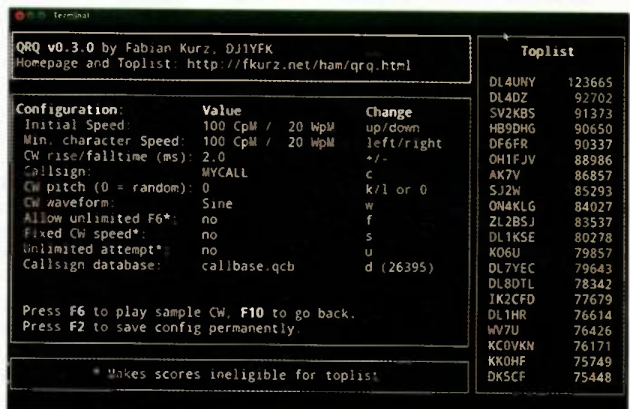 Terminal
QRQ v0.3.0 by Fabian Kurz, DJ1YFK
Homepage and Toplist: http://fkurz.net/ham/qrq.html
Configuration: Value Change
Initial Speed: 100 CpM / 20 WpM up/down
Min. character Speed: 100 CpM / 20 WpM left/right
CW rise/falltime (ms): 2.0 +/-
Callsign: MYCALL c
CW pitch (0 = random): 0 k/l or 0
CW waveform: Sine w
Allow unlimited F6*: no f
Fixed CW speed*: no s
Unlimited attempt*: no u
Callsign database: callbase.qcb d (26395)
Press F6 to play sample CW, F10 to go back.
Press F2 to save config permanently.
* Makes scores ineligible for toplist
Toplist
DL4UNY 123665
DL4DZ 92702
SV2KBS 91373
HB9DHG 90650
DF6FR 90337
OH1FJV 88986
AK7V 86857
SJ2W 85293
ON4KLG 84027
ZL2BSJ 83537
DL1KSE 80278
KO6U 79857
DL7YEC 79643
DL8DTL 78342
IK2CFD 77679
DL1HR 76614
WV7U 76426
KC0VKN 76171
KK0HF 75749
DK5CF 75448